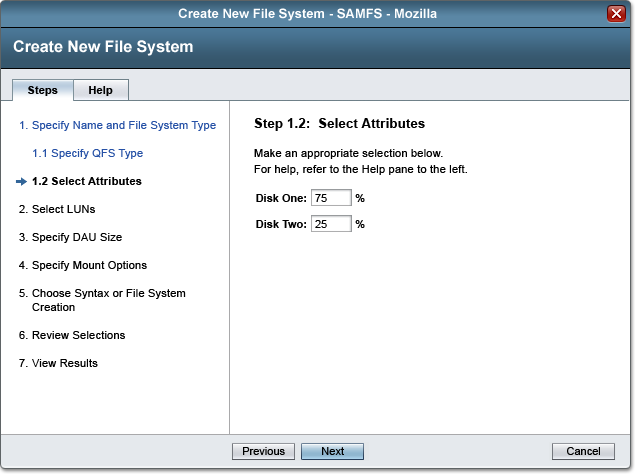 Create New File System - SAMFS - Mozilla
Create New File System
Steps
Help
1. Specify Name and File System Type
1.1 Specify QFS Type
1.2 Select Attributes
2. Select LUNs
3. Specify DAU Size
4. Specify Mount Options
5. Choose Syntax or File System
Creation
6. Review Selections
7. View Results
Step 1.2: Select Attributes
Make an appropriate selection below.
For help, refer to the Help pane to the left.
Disk One: 75 %
Disk Two: 25 %
Previous
Next
Cancel